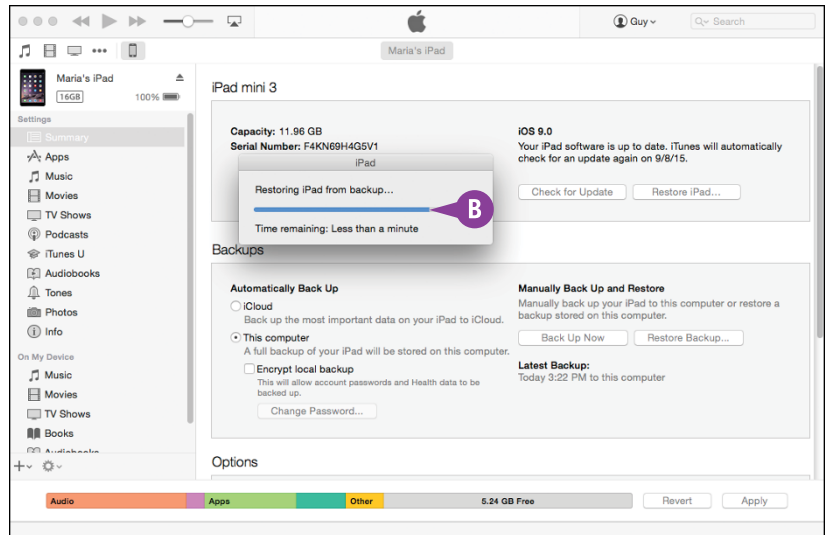 Guy
Search
Maria's iPad
Maria's iPad
16GB 100%
Settings
Summary
Apps
Music
Movies
TV Shows
Podcasts
iTunes U
Audiobooks
Tones
Photos
Info
On My Device
Music
Movies
TV Shows
Books
Audiobooks
iPad mini 3
Capacity: 11.96 GB
Serial Number: F4KN69H4G5V1
iOS 9.0
Your iPad software is up to date. iTunes will automatically
check for an update again on 9/8/15.
Check for Update Restore iPad...
iPad
Restoring iPad from backup...
B
Time remaining: Less than a minute
Backups
Automatically Back Up
iCloud
Back up the most important data on your iPad to iCloud.
This computer
A full backup of your iPad will be stored on this computer.
Encrypt local backup
This will allow account passwords and Health data to be
backed up.
Change Password...
Manually Back Up and Restore
Manually back up your iPad to this computer or restore a
backup stored on this computer.
Back Up Now Restore Backup...
Latest Backup:
Today 3:22 PM to this computer
Options
Audio Apps Other 5.24 GB Free Revert Apply